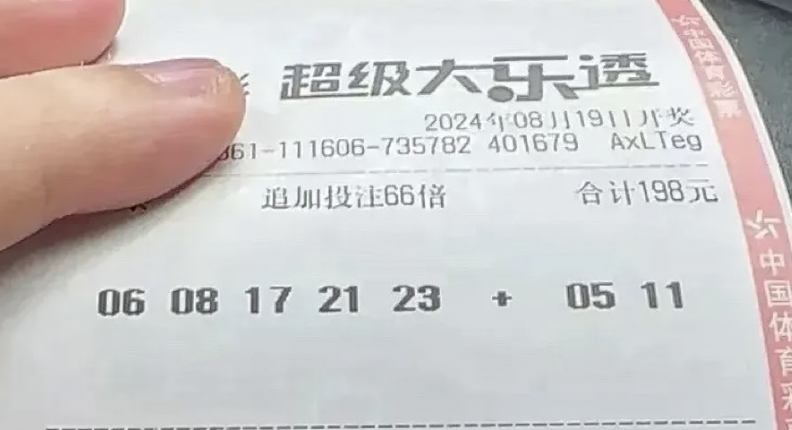 超级大乐透
2024年08月19日开奖
361-111606-735782 401679 AxLTeg
追加投注66倍 合计198元
06 08 17 21 23 + 05 11
中国体育彩票
中国体育彩